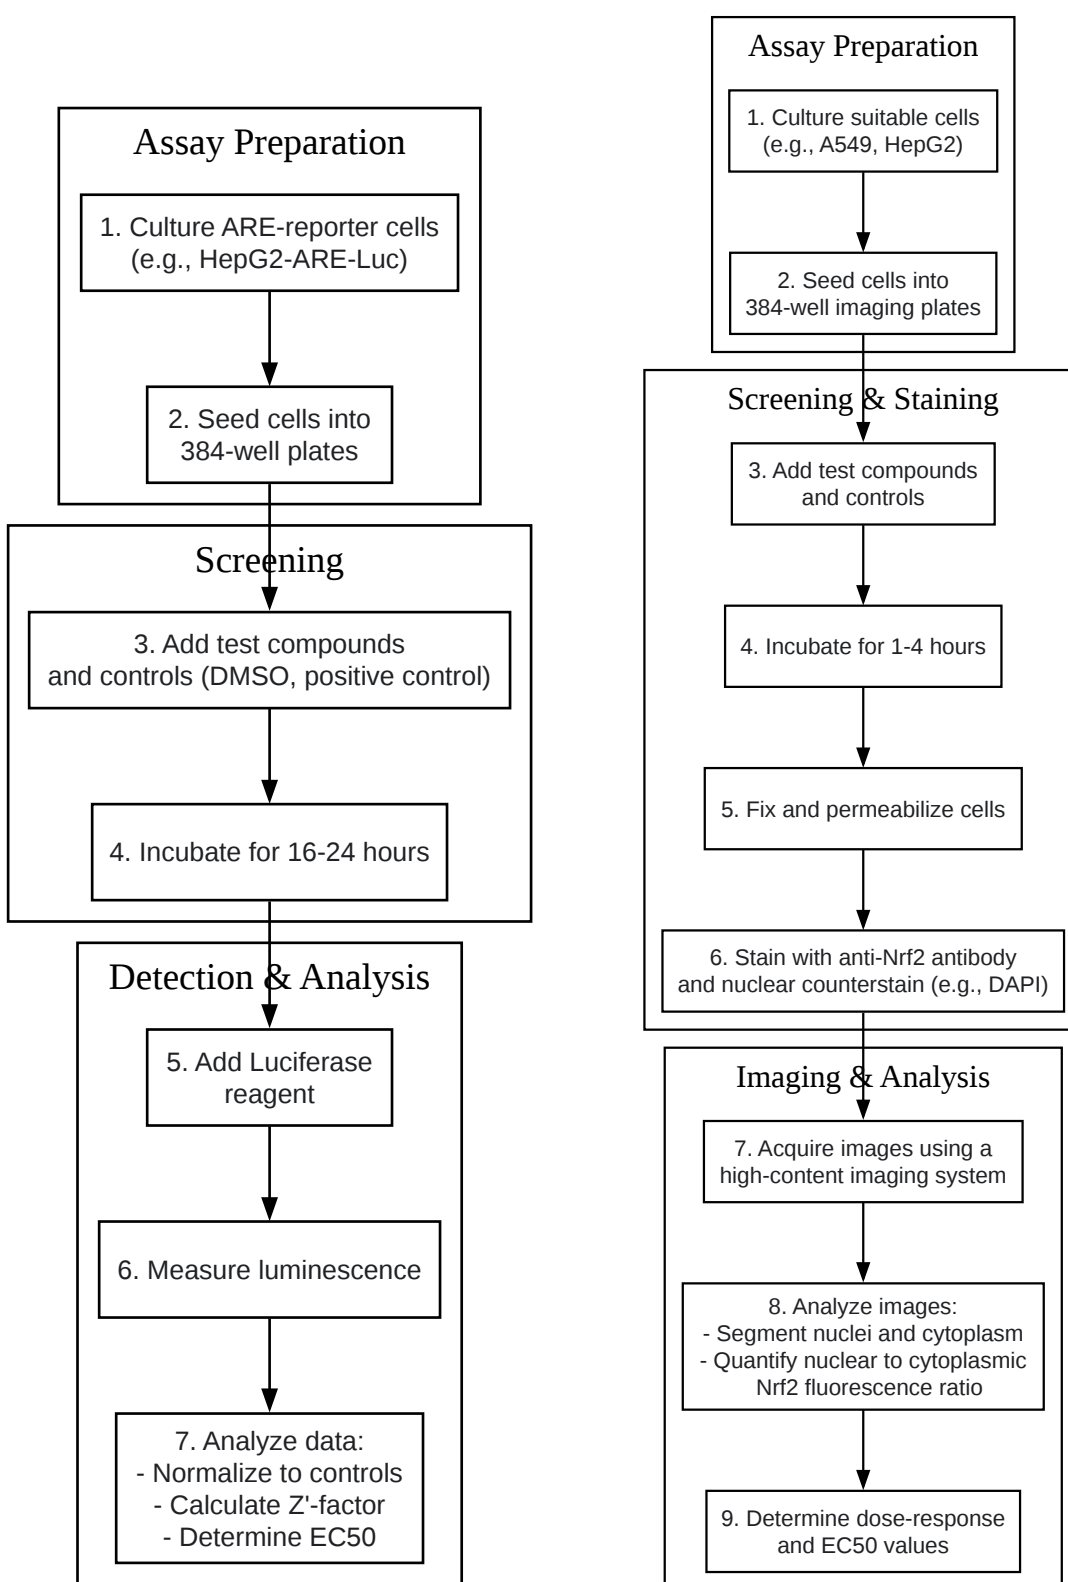 Assay Preparation
1. Culture ARE-reporter cells
(e.g., HepG2-ARE-Luc)
2. Seed cells into
384-well plates
Screening
3. Add test compounds
and controls (DMSO, positive control)
4. Incubate for 16-24 hours
Detection & Analysis
5. Add Luciferase
reagent
6. Measure luminescence
7. Analyze data:
- Normalize to controls
- Calculate Z'-factor
- Determine EC50
Assay Preparation
1. Culture suitable cells
(e.g., A549, HepG2)
2. Seed cells into
384-well imaging plates
Screening & Staining
3. Add test compounds
and controls
4. Incubate for 1-4 hours
5. Fix and permeabilize cells
6. Stain with anti-Nrf2 antibody
and nuclear counterstain (e.g., DAPI)
Imaging & Analysis
7. Acquire images using a
high-content imaging system
8. Analyze images:
- Segment nuclei and cytoplasm
- Quantify nuclear to cytoplasmic
Nrf2 fluorescence ratio
9. Determine dose-response
and EC50 values